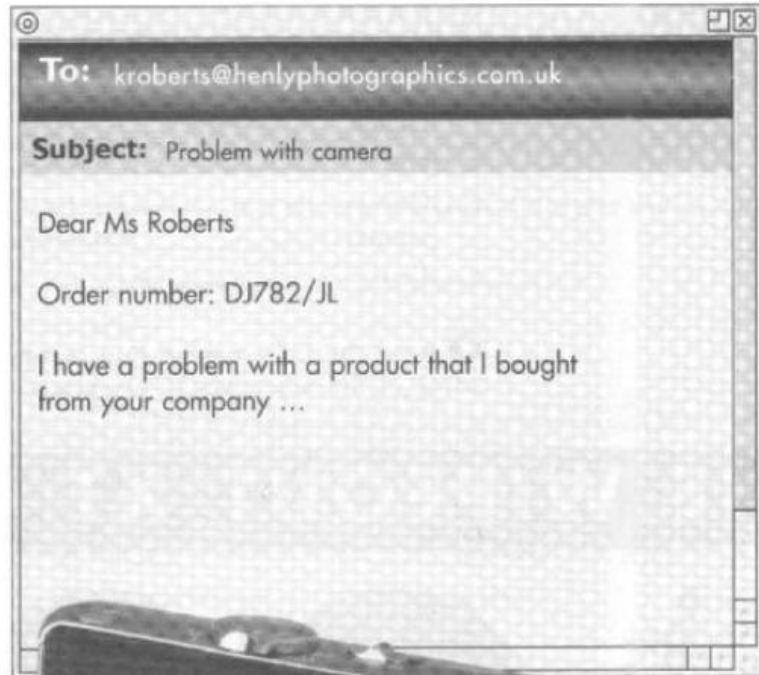 To: kroberts@henlyphotographics.com.uk
Subject: Problem with camera
Dear Ms Roberts
Order number: DJ782/JL
I have a problem with a product that I bought
from your company ...